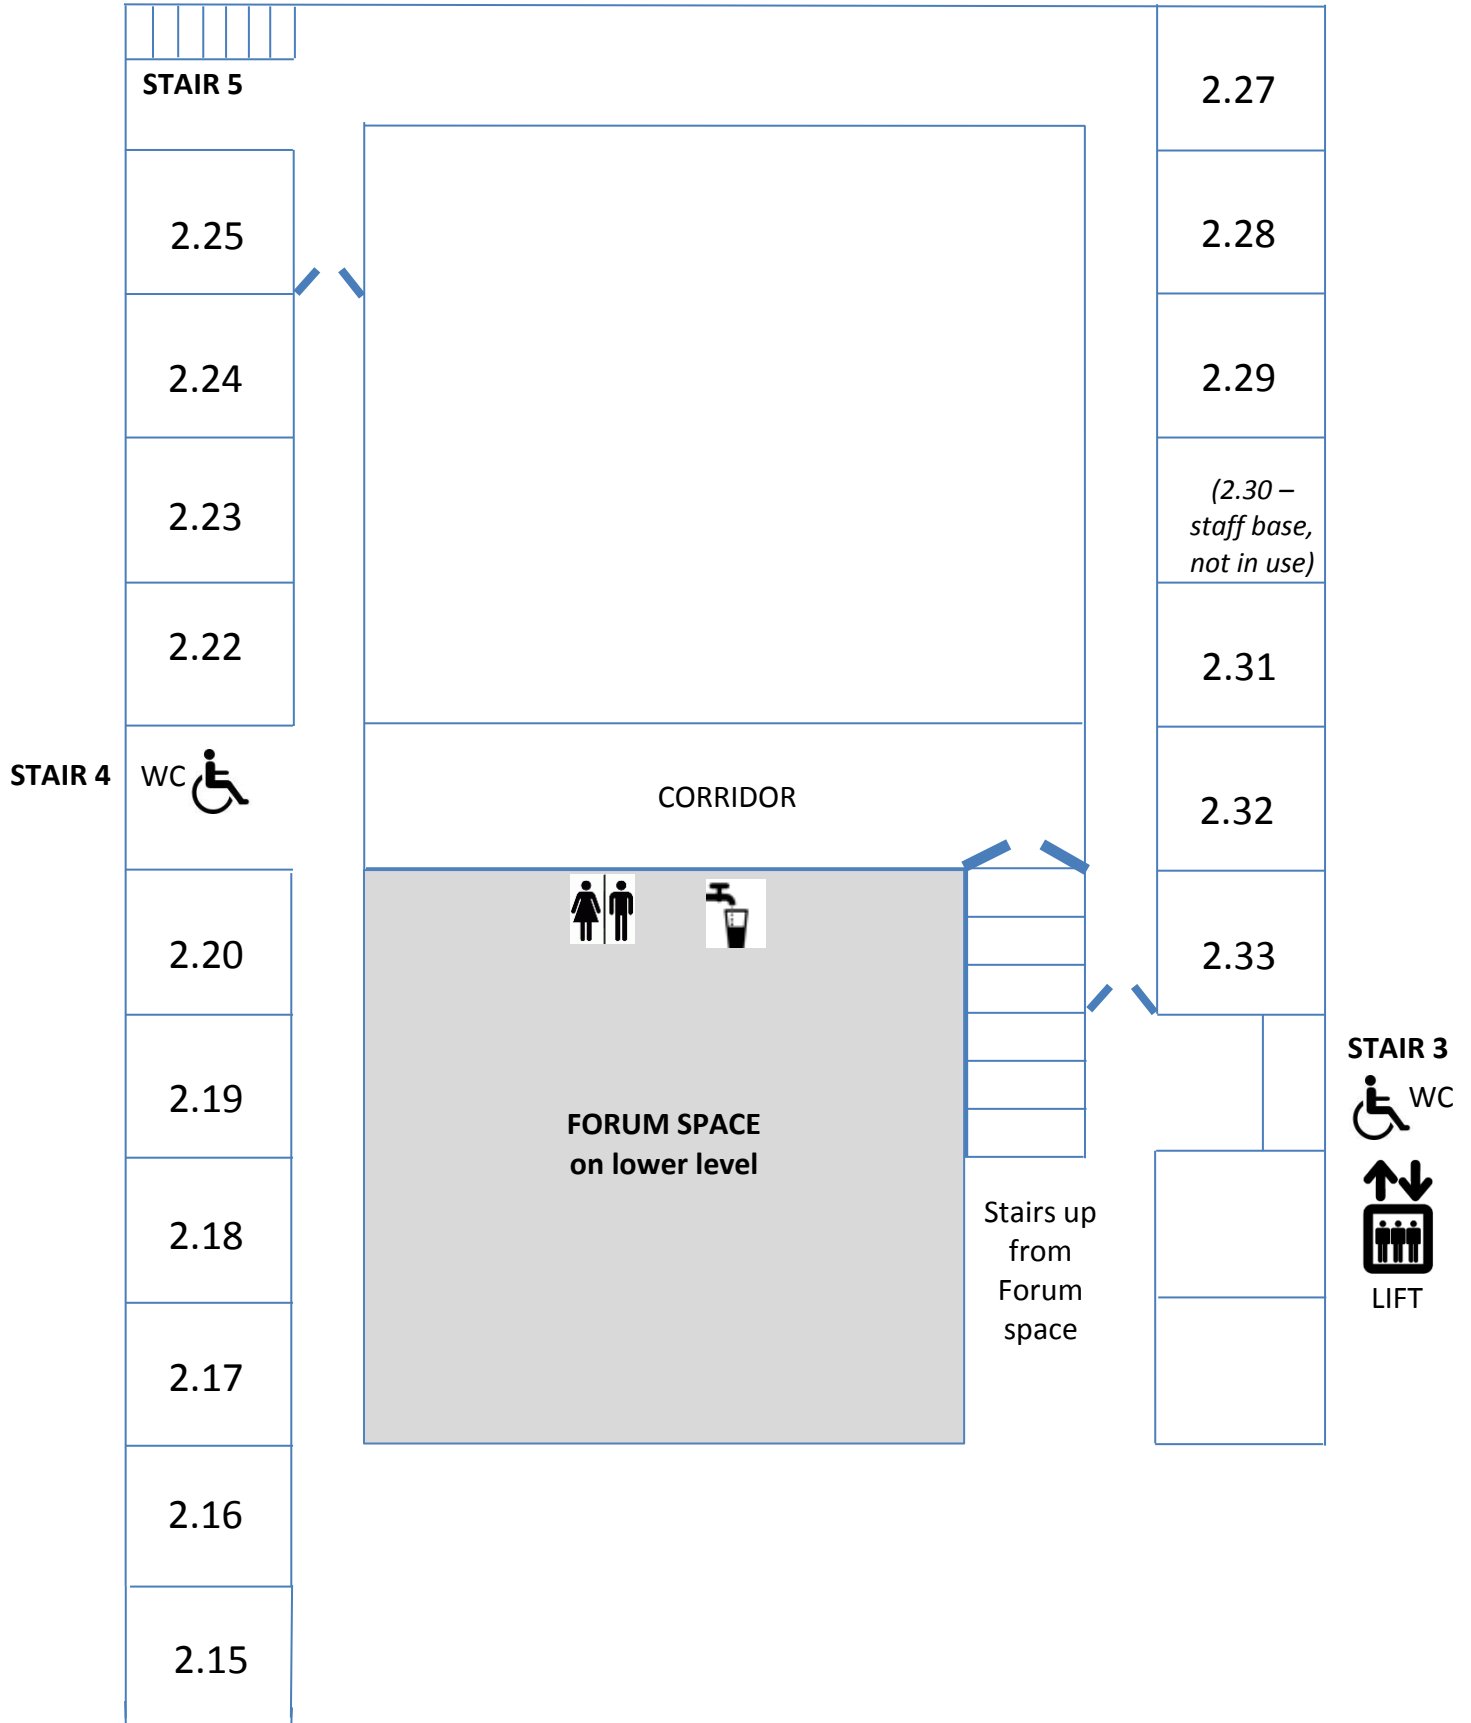 STAIR 5
2.27
2.25
2.28
2.24
2.29
2.23
(2.30 –
staff base,
not in use)
2.22
2.31
STAIR 4
WC
CORRIDOR
2.32
2.20
2.33
2.19
FORUM SPACE
on lower level
STAIR 3
WC
LIFT
2.18
Stairs up
from
Forum
space
2.17
2.16
2.15